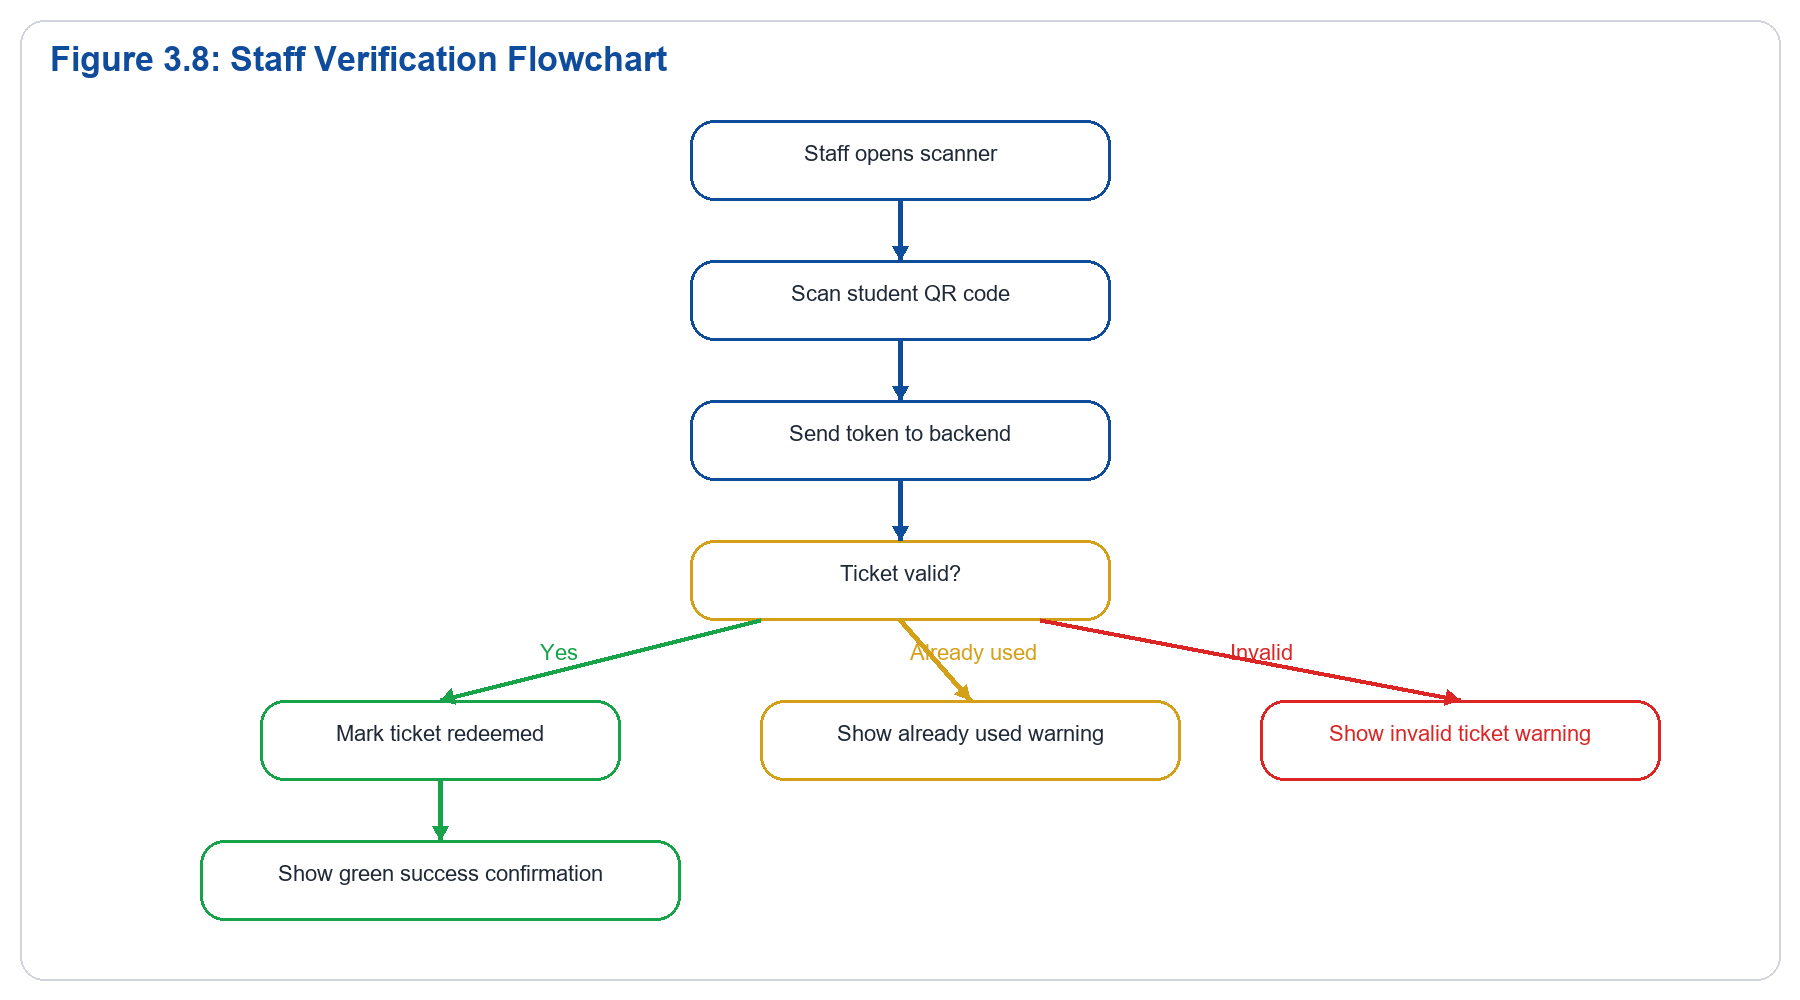 Figure 3.8: Staff Verification Flowchart
Staff opens scanner
Scan student QR code
Send token to backend
Ticket valid?
Yes
Already used
Invalid
Mark ticket redeemed
Show already used warning
Show invalid ticket warning
Show green success confirmation